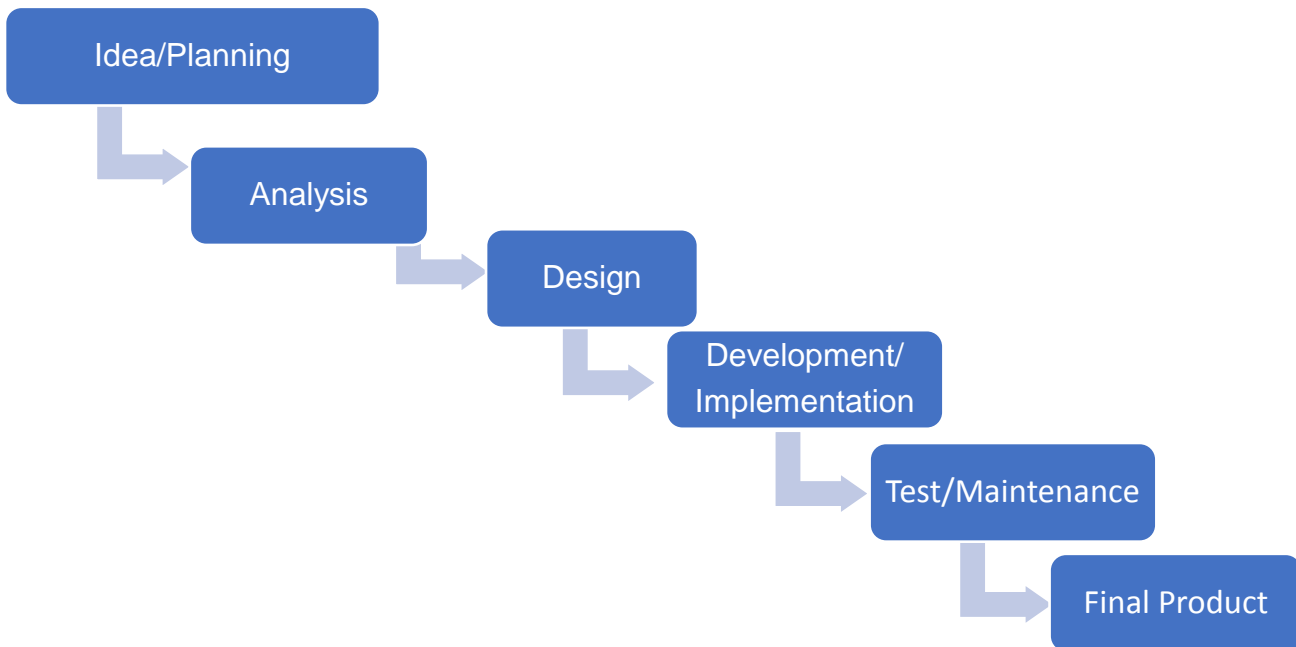 Idea/Planning
Analysis
Design
Development/
Implementation
Test/Maintenance
Final Product